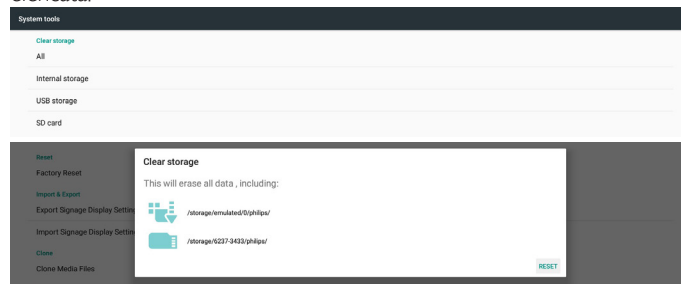 System tools
Clear storage
All
Internal storage
USB storage
SD card
Reset
Factory Reset
Import & Export
Export Signage Display Settin
Import Signage Display Settin
Clone
Clone Media Files
Clear storage
This will erase all data , including:
/storage/emulated/0/philips/
/storage/6237-3433/philips/
RESET